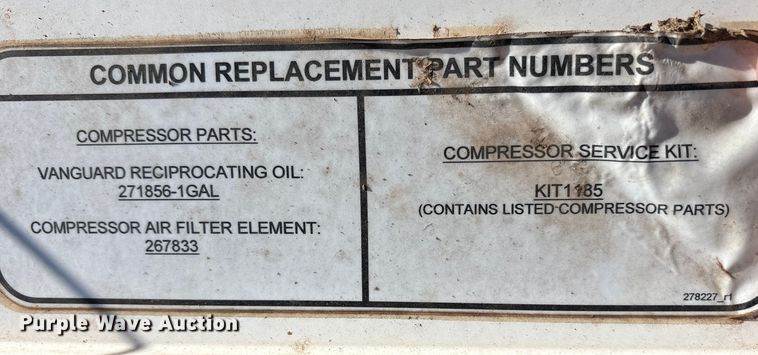 COMMON REPLACEMENT PART NUMBERS
COMPRESSOR PARTS:
VANGUARD RECIPROCATING OIL:
271856-1GAL
COMPRESSOR AIR FILTER ELEMENT:
267833
COMPRESSOR SERVICE KIT:
KIT1185
(CONTAINS LISTED COMPRESSOR PARTS)
278227_r1
Purple Wave Auction